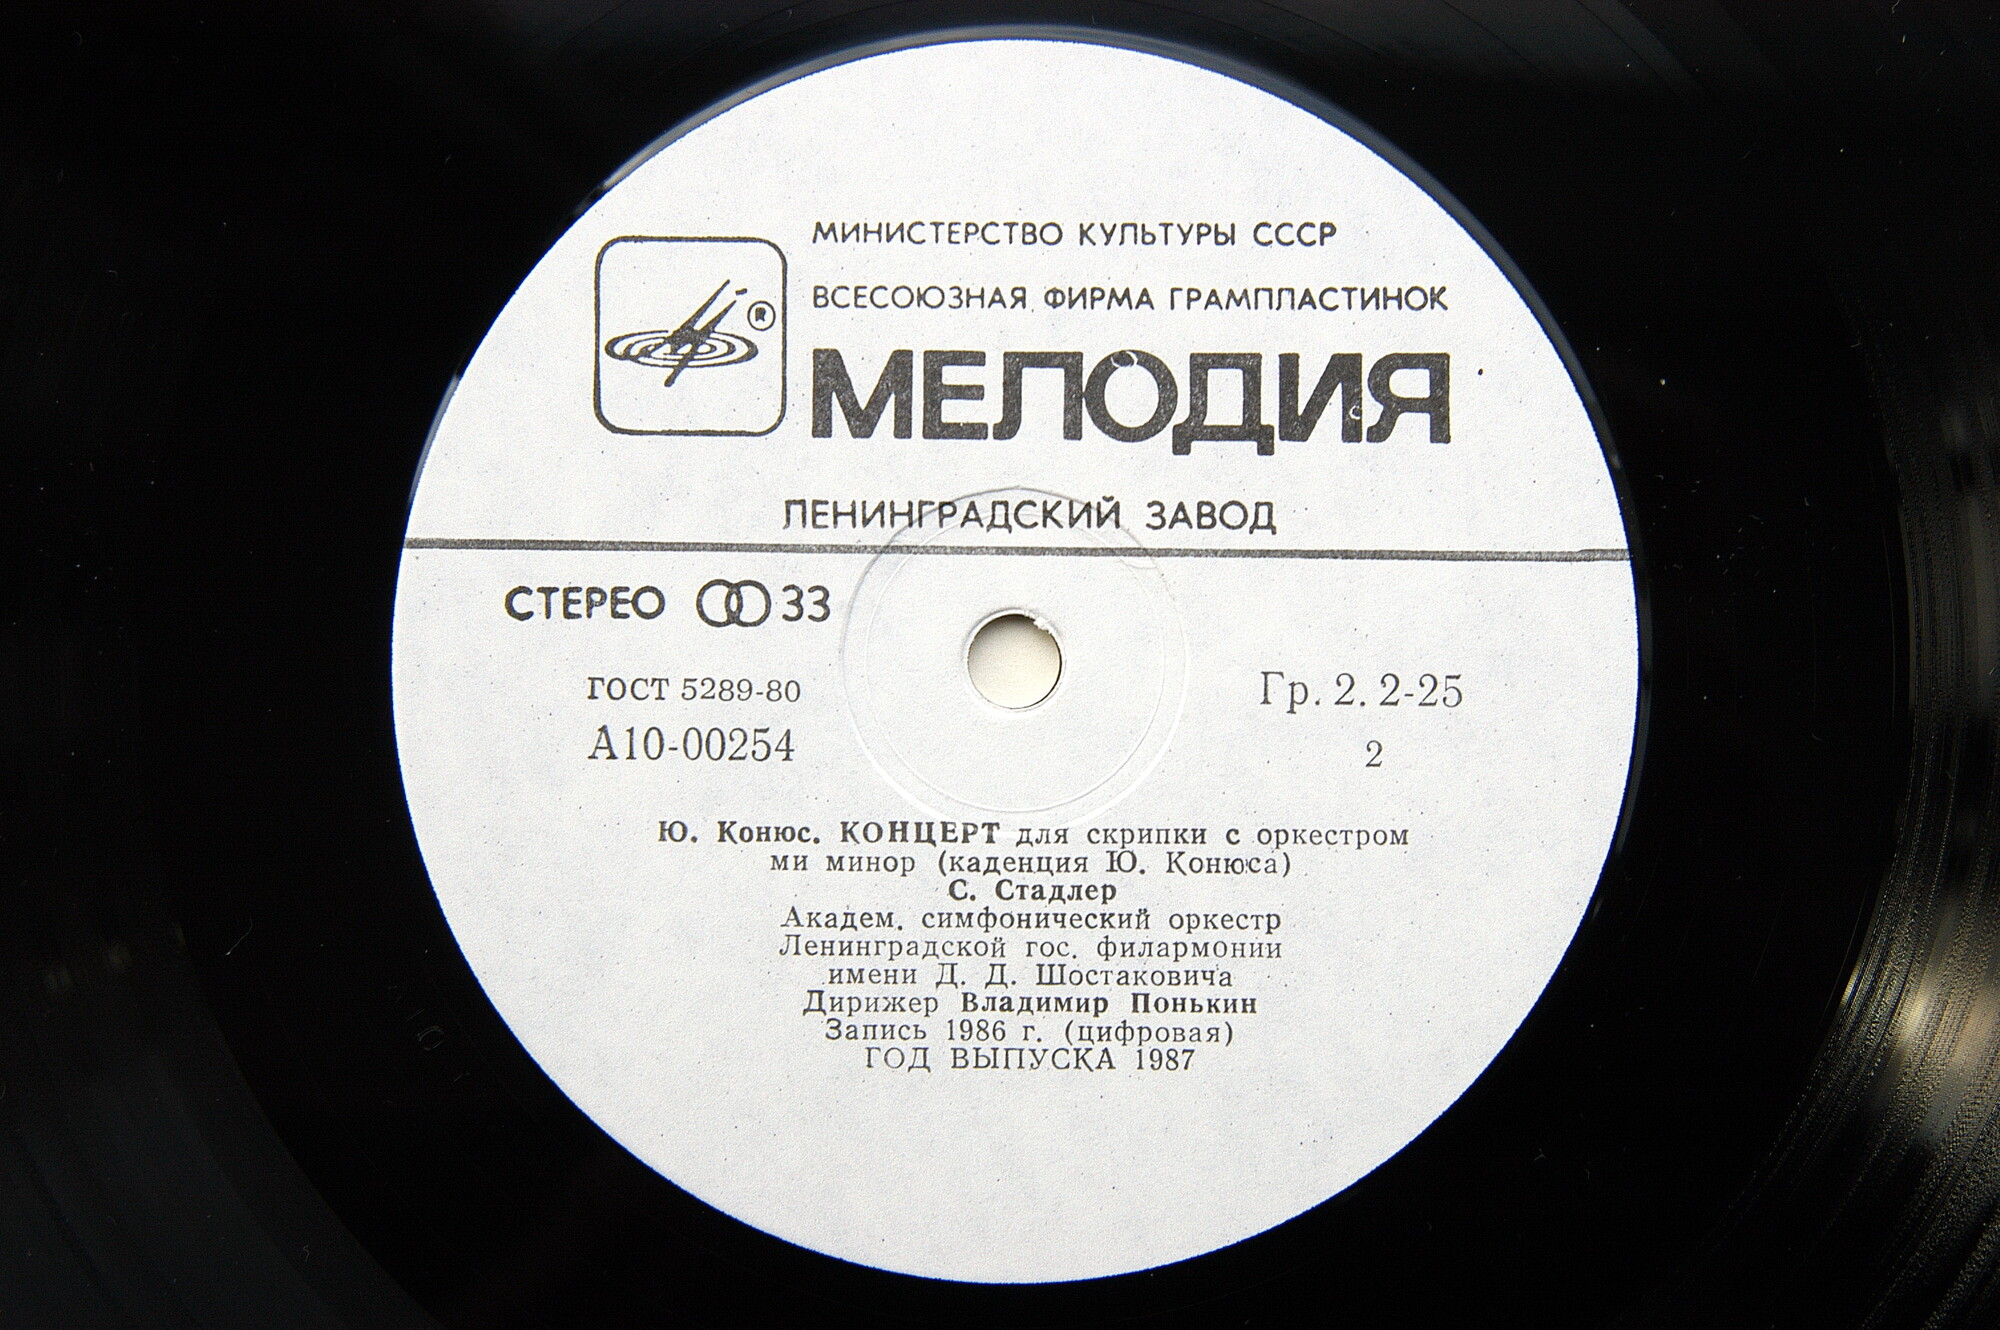 МИНИСТЕРСТВО КУЛЬТУРЫ СССР
ВСЕСОЮЗНАЯ ФИРМА ГРАМПЛАСТИНОК
®
МЕЛОДИЯ
ЛЕНИНГРАДСКИЙ ЗАВОД
СТЕРЕО 33
ГОСТ 5289-80
Гр. 2. 2-25
А10-00254
2
Ю. Конюс. КОНЦЕРТ для скрипки с оркестром
ми минор (каденция Ю. Конюса)
С. Стадлер
Академ. симфонический оркестр
Ленинградской гос. филармонии
имени Д. Д. Шостаковича
Дирижер Владимир Понькин
Запись 1986 г. (цифровая)
ГОД ВЫПУСКА 1987